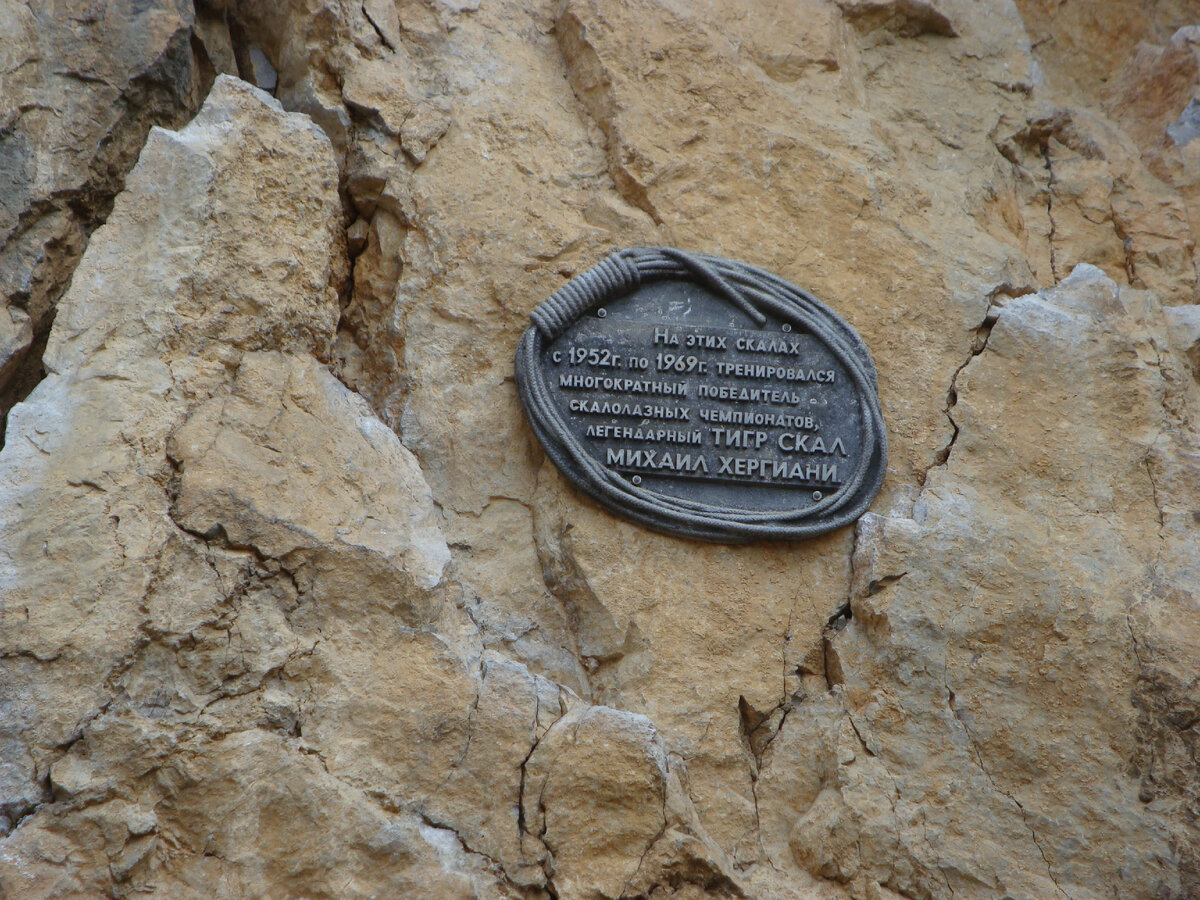 На этих скалах
с 1952г. по 1969г. тренировался
многократный победитель
скалолазных чемпионатов,
легендарный ТИГР СКАЛ
МИХАИЛ ХЕРГИАНИ.